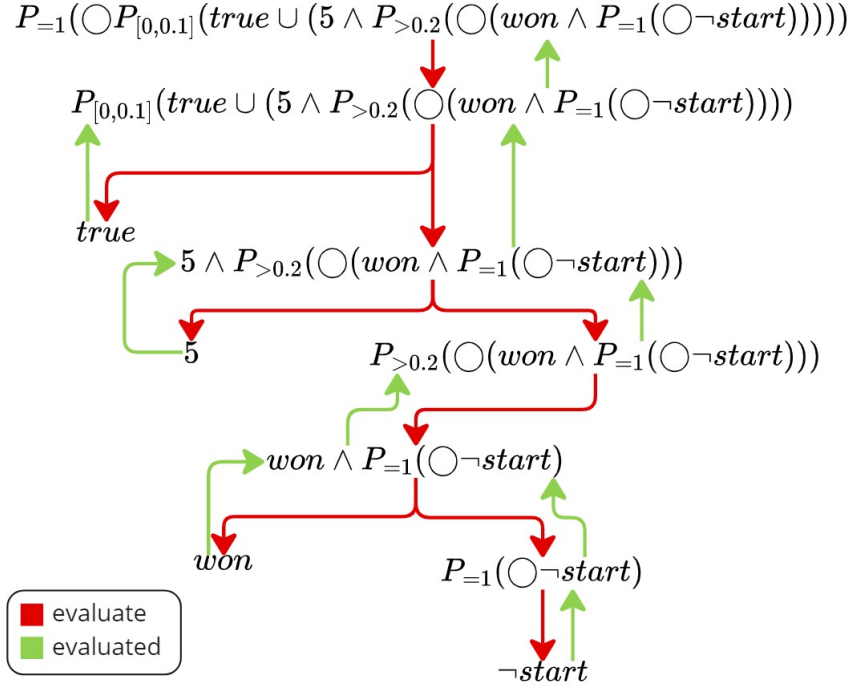 P=1(◯P[0,0.1](true ∪ (5 ∧ P>0.2(◯(won ∧ P=1(◯¬start)))))
P[0,0.1](true ∪ (5 ∧ P>0.2(◯(won ∧ P=1(◯¬start))))
true
5 ∧ P>0.2(◯(won ∧ P=1(◯¬start)))
5
P>0.2(◯(won ∧ P=1(◯¬start)))
won ∧ P=1(◯¬start)
won
P=1(◯¬start)
¬start
evaluate
evaluated